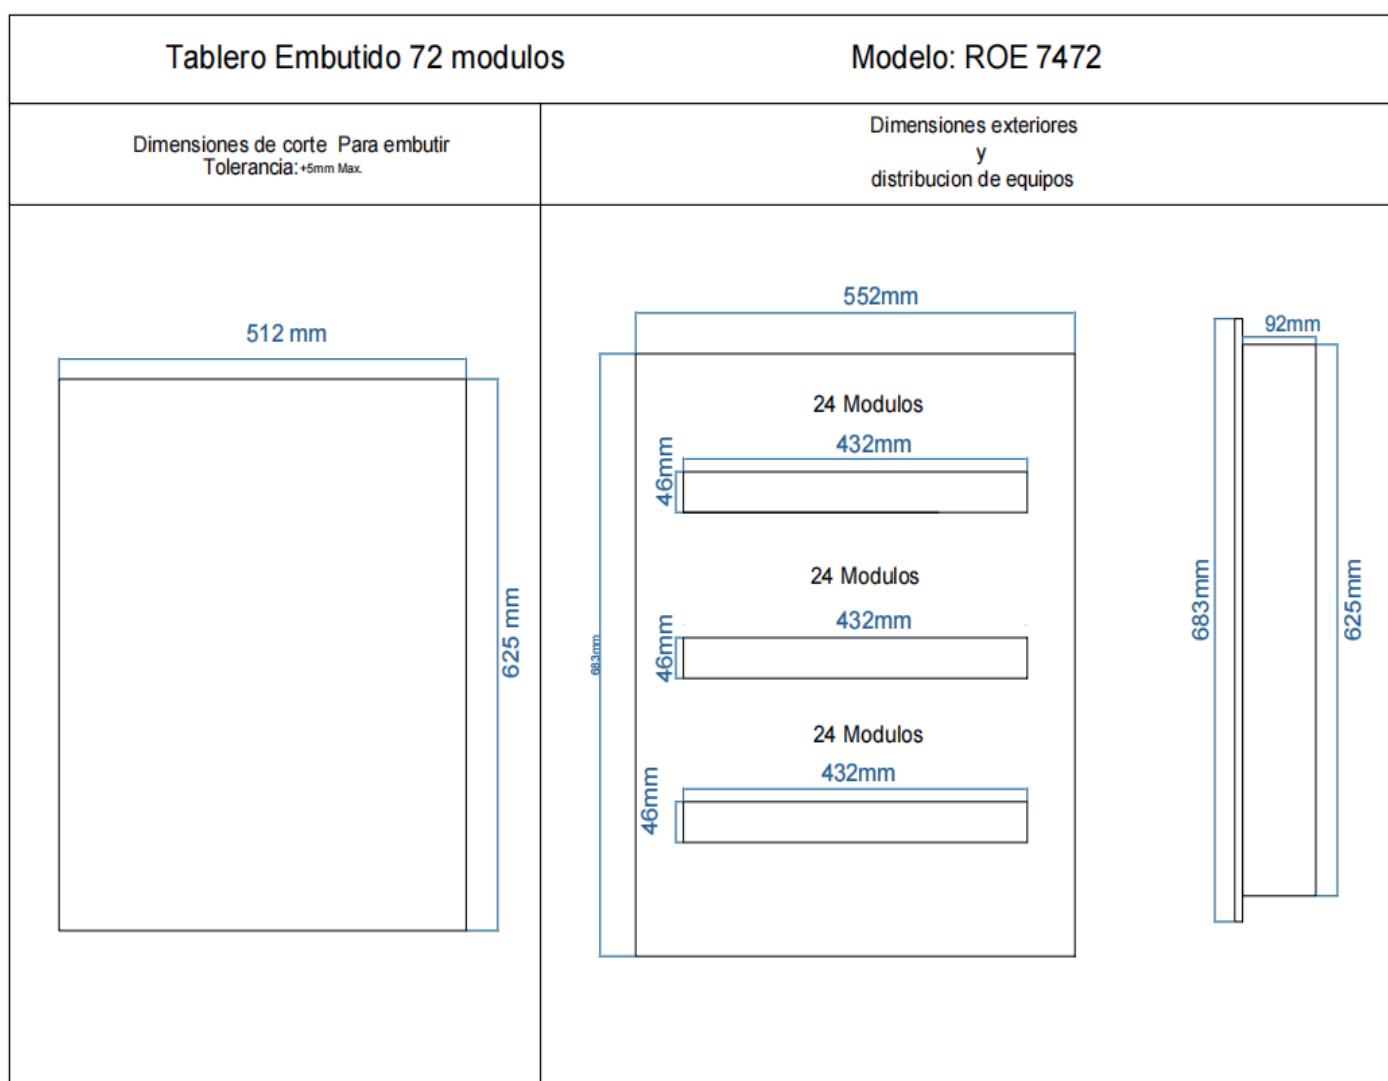 Tablero Embutido 72 modulos
Modelo: ROE 7472
Dimensiones de corte Para embutir
Tolerancia:+5mm Max.
Dimensiones exteriores
y
distribucion de equipos
512 mm
625 mm
552mm
683mm
24 Modulos
432mm
46mm
24 Modulos
432mm
46mm
24 Modulos
432mm
46mm
92mm
683mm
625mm